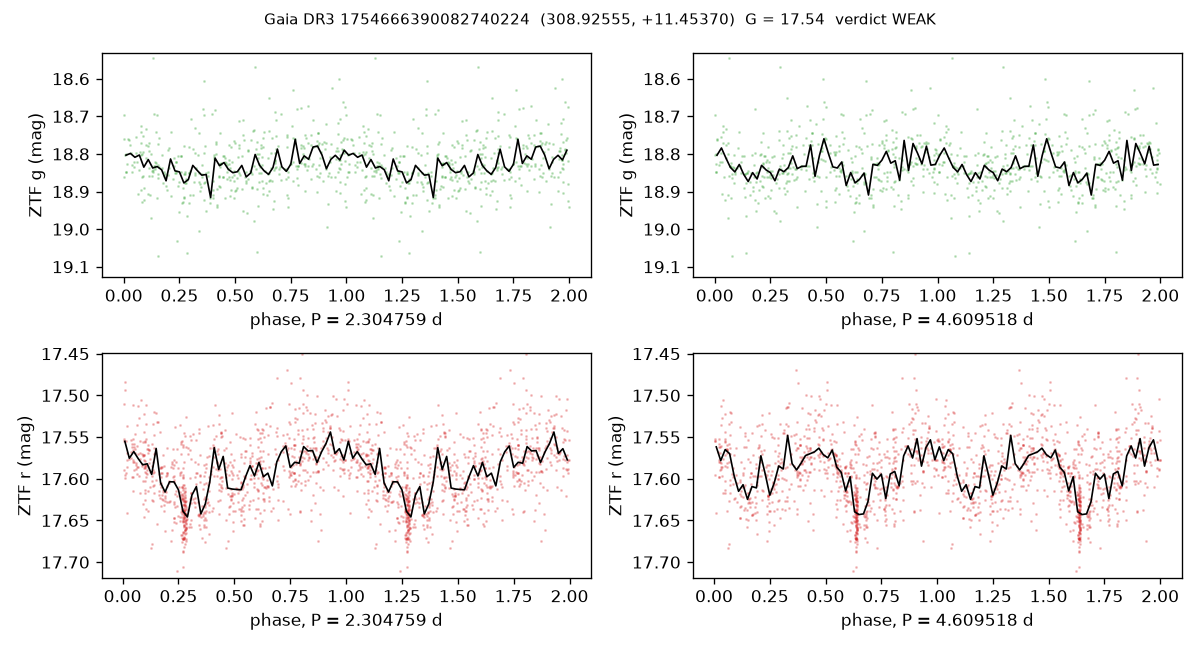 Gaia DR3 1754666390082740224  (308.92555, +11.45370)  G = 17.54  verdict WEAK
ZTF g (mag)
18.6
18.7
18.8
18.9
19.0
19.1
0.00 0.25 0.50 0.75 1.00 1.25 1.50 1.75 2.00
phase, P = 2.304759 d
ZTF g (mag)
18.6
18.7
18.8
18.9
19.0
19.1
0.00 0.25 0.50 0.75 1.00 1.25 1.50 1.75 2.00
phase, P = 4.609518 d
ZTF r (mag)
17.45
17.50
17.55
17.60
17.65
17.70
0.00 0.25 0.50 0.75 1.00 1.25 1.50 1.75 2.00
phase, P = 2.304759 d
ZTF r (mag)
17.45
17.50
17.55
17.60
17.65
17.70
0.00 0.25 0.50 0.75 1.00 1.25 1.50 1.75 2.00
phase, P = 4.609518 d